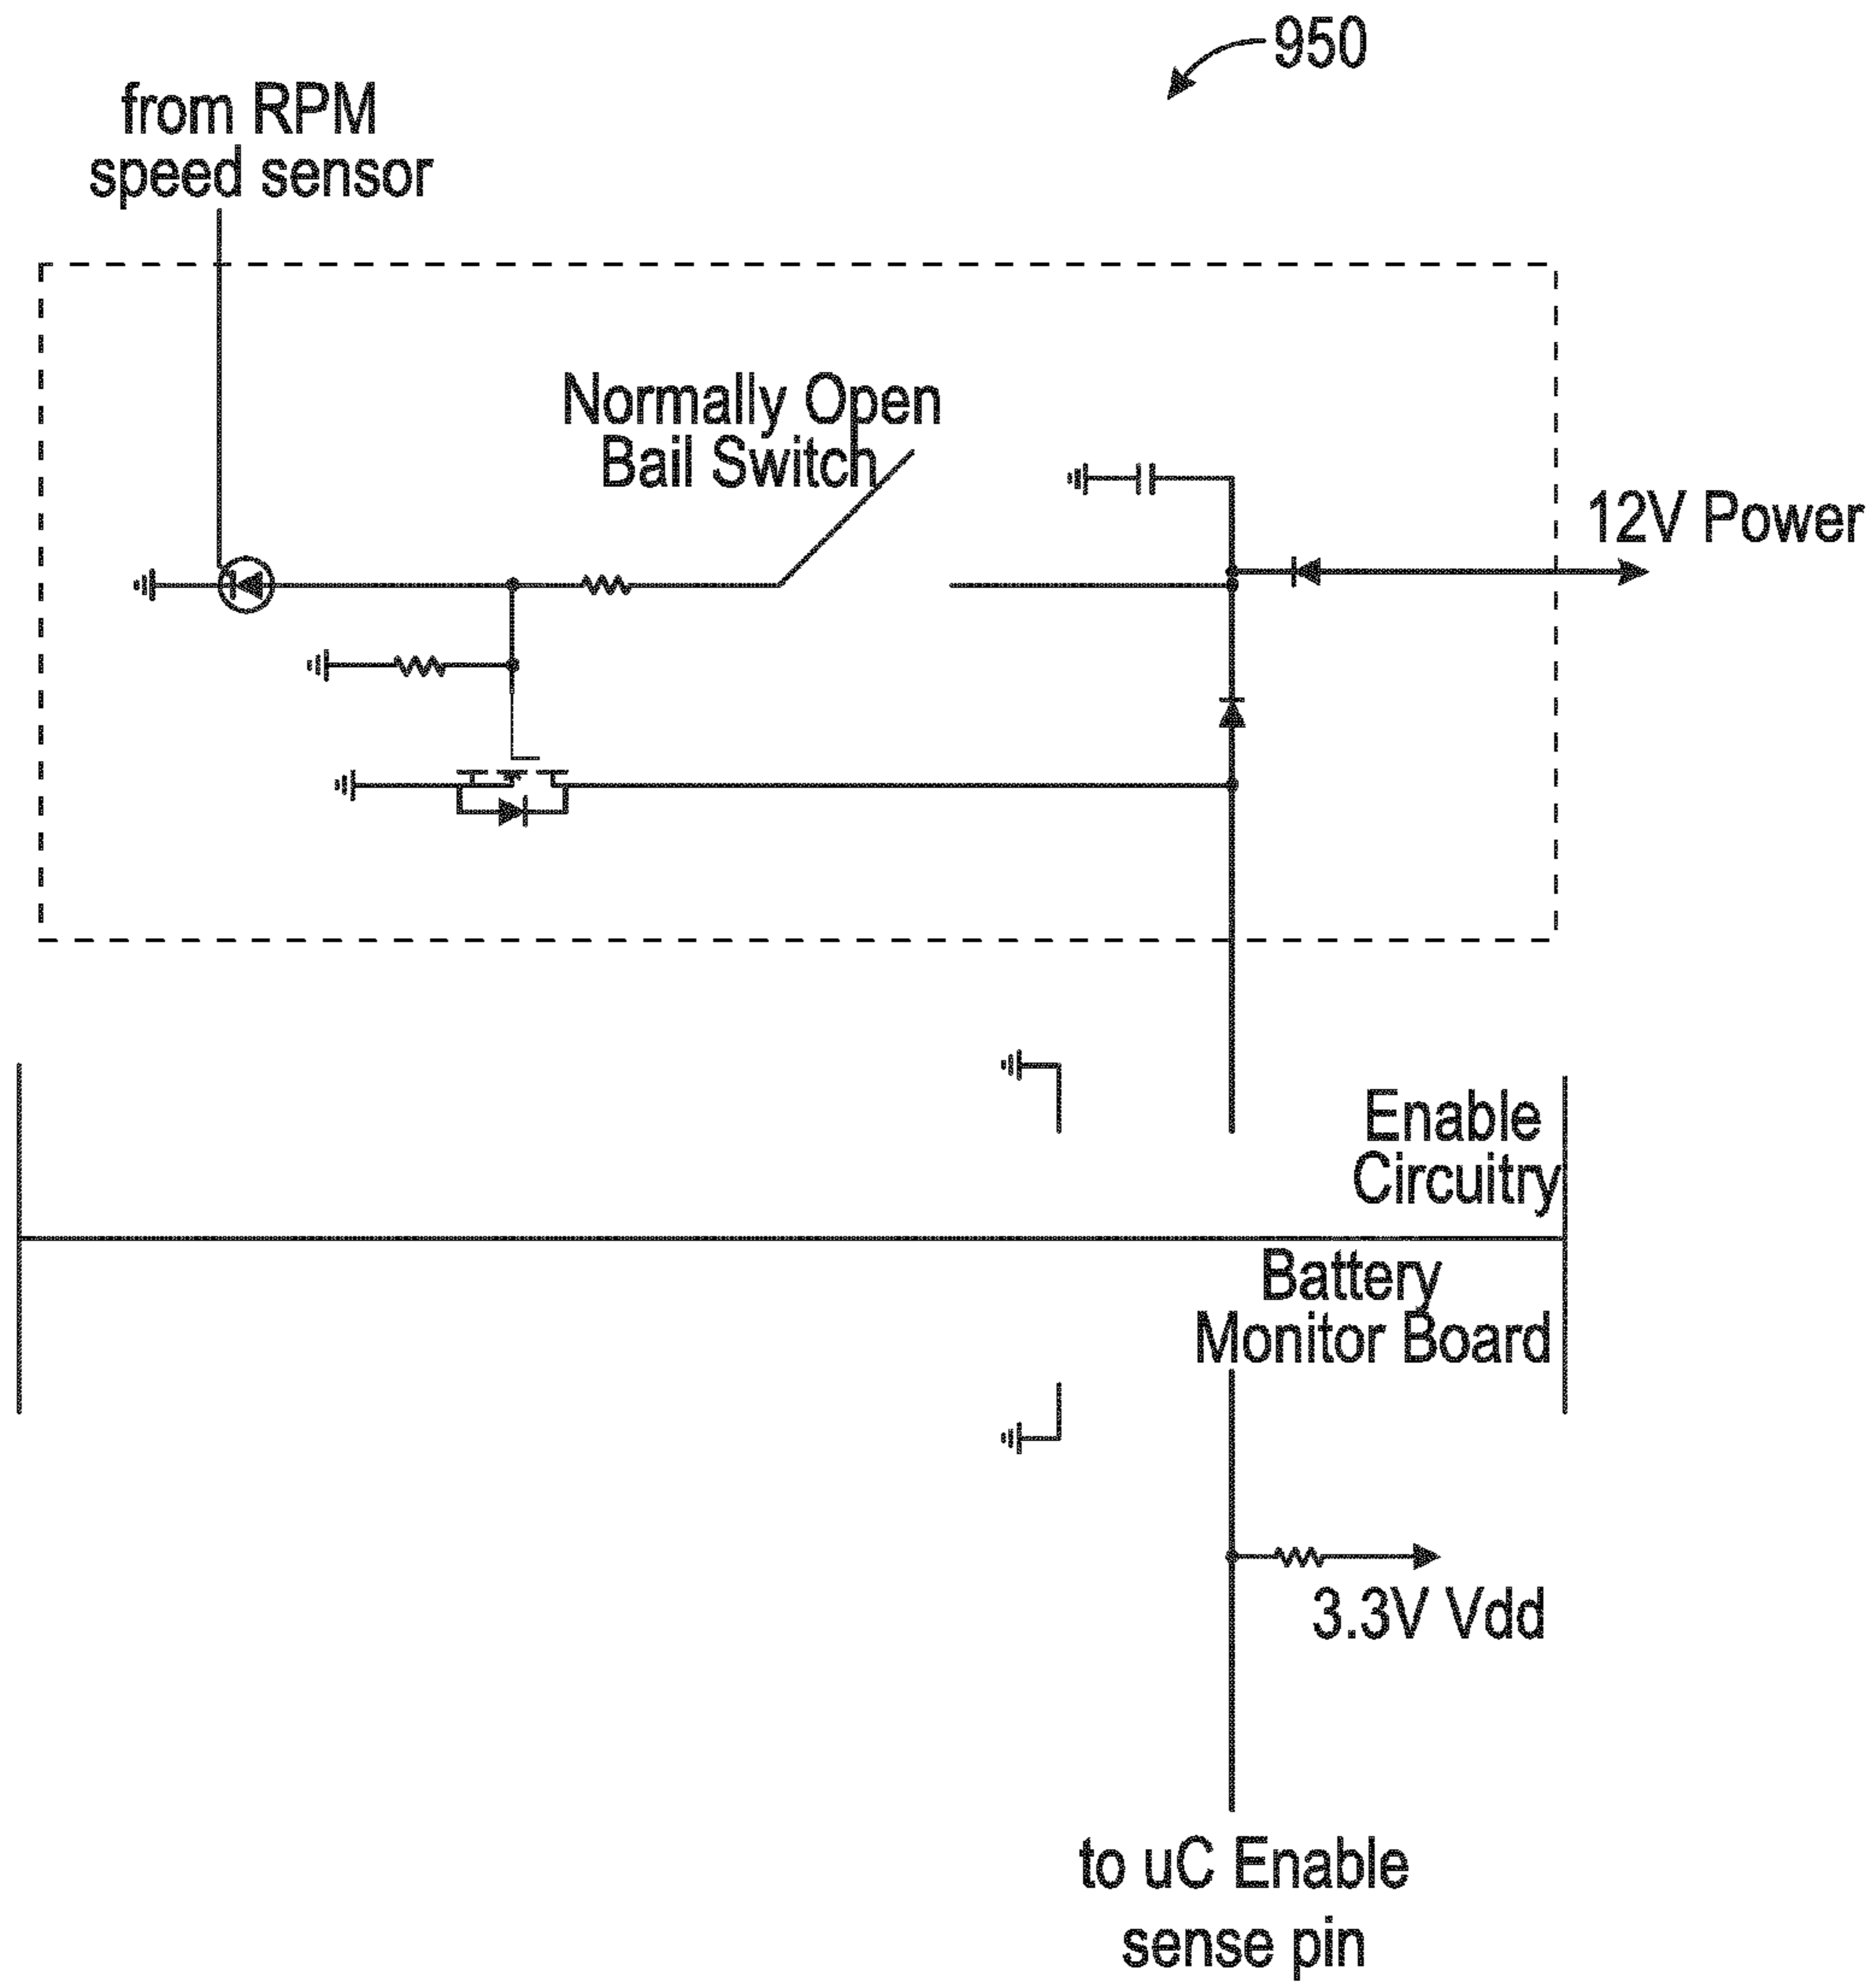 950
from RPM
speed sensor
Normally Open
Bail Switch
12V Power
Enable
Circuitry
Battery
Monitor Board
3.3V Vdd
to uC Enable
sense pin